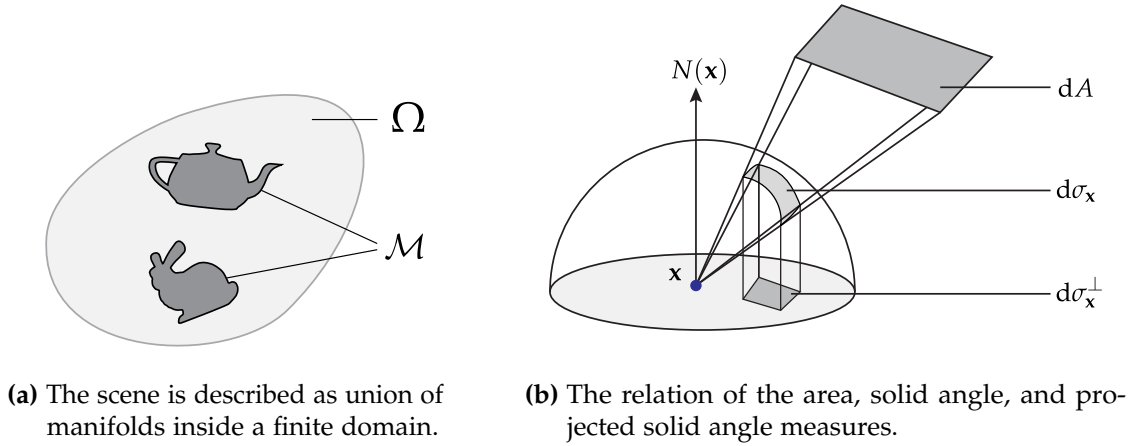 Ω
ℳ
(a) The scene is described as union of
manifolds inside a finite domain.
N(𝐱)
dA
dσ𝐱
𝐱
dσ𝐱⊥
(b) The relation of the area, solid angle, and pro-
jected solid angle measures.